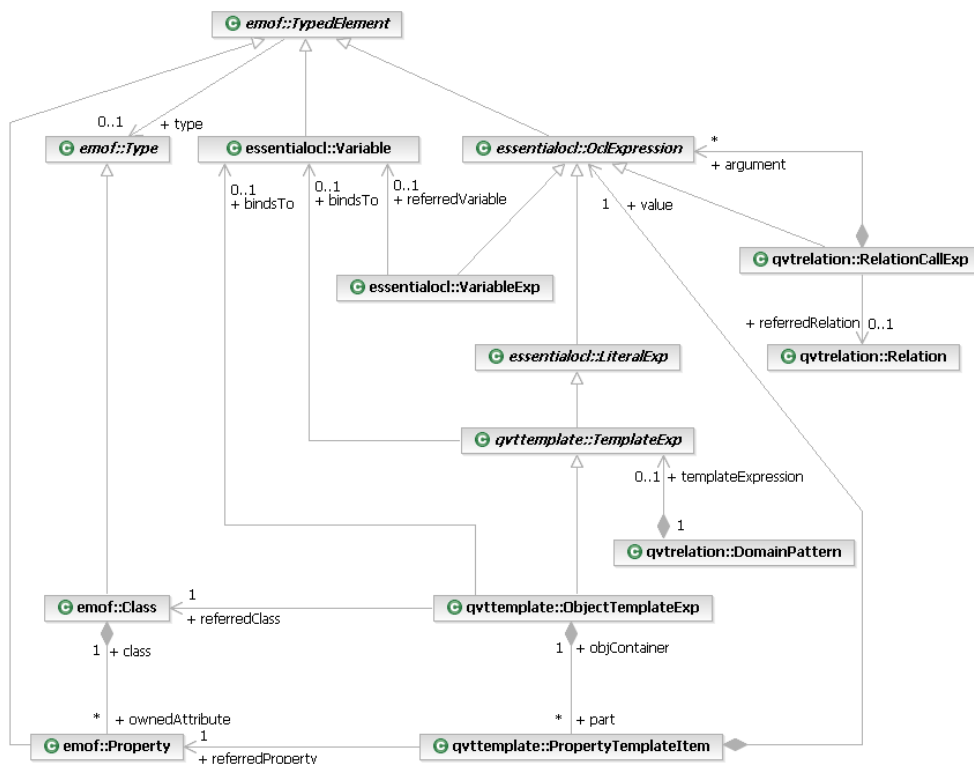 emof::TypedElement
0..1
+ type
emof::Type
essentialocl::Variable
essentialocl::OclExpression
*
+ argument
0..1
+ bindsTo
0..1
+ bindsTo
0..1
+ referredVariable
1
+ value
essentialocl::VariableExp
qvtrelation::RelationCallExp
+ referredRelation
0..1
essentialocl::LiteralExp
qvtrelation::Relation
qvttemplate::TemplateExp
0..1
+ templateExpression
1
qvtrelation::DomainPattern
emof::Class
1
+ referredClass
qvttemplate::ObjectTemplateExp
1
+ class
1
+ objContainer
*
+ ownedAttribute
*
+ part
emof::Property
1
+ referredProperty
qvttemplate::PropertyTemplateItem